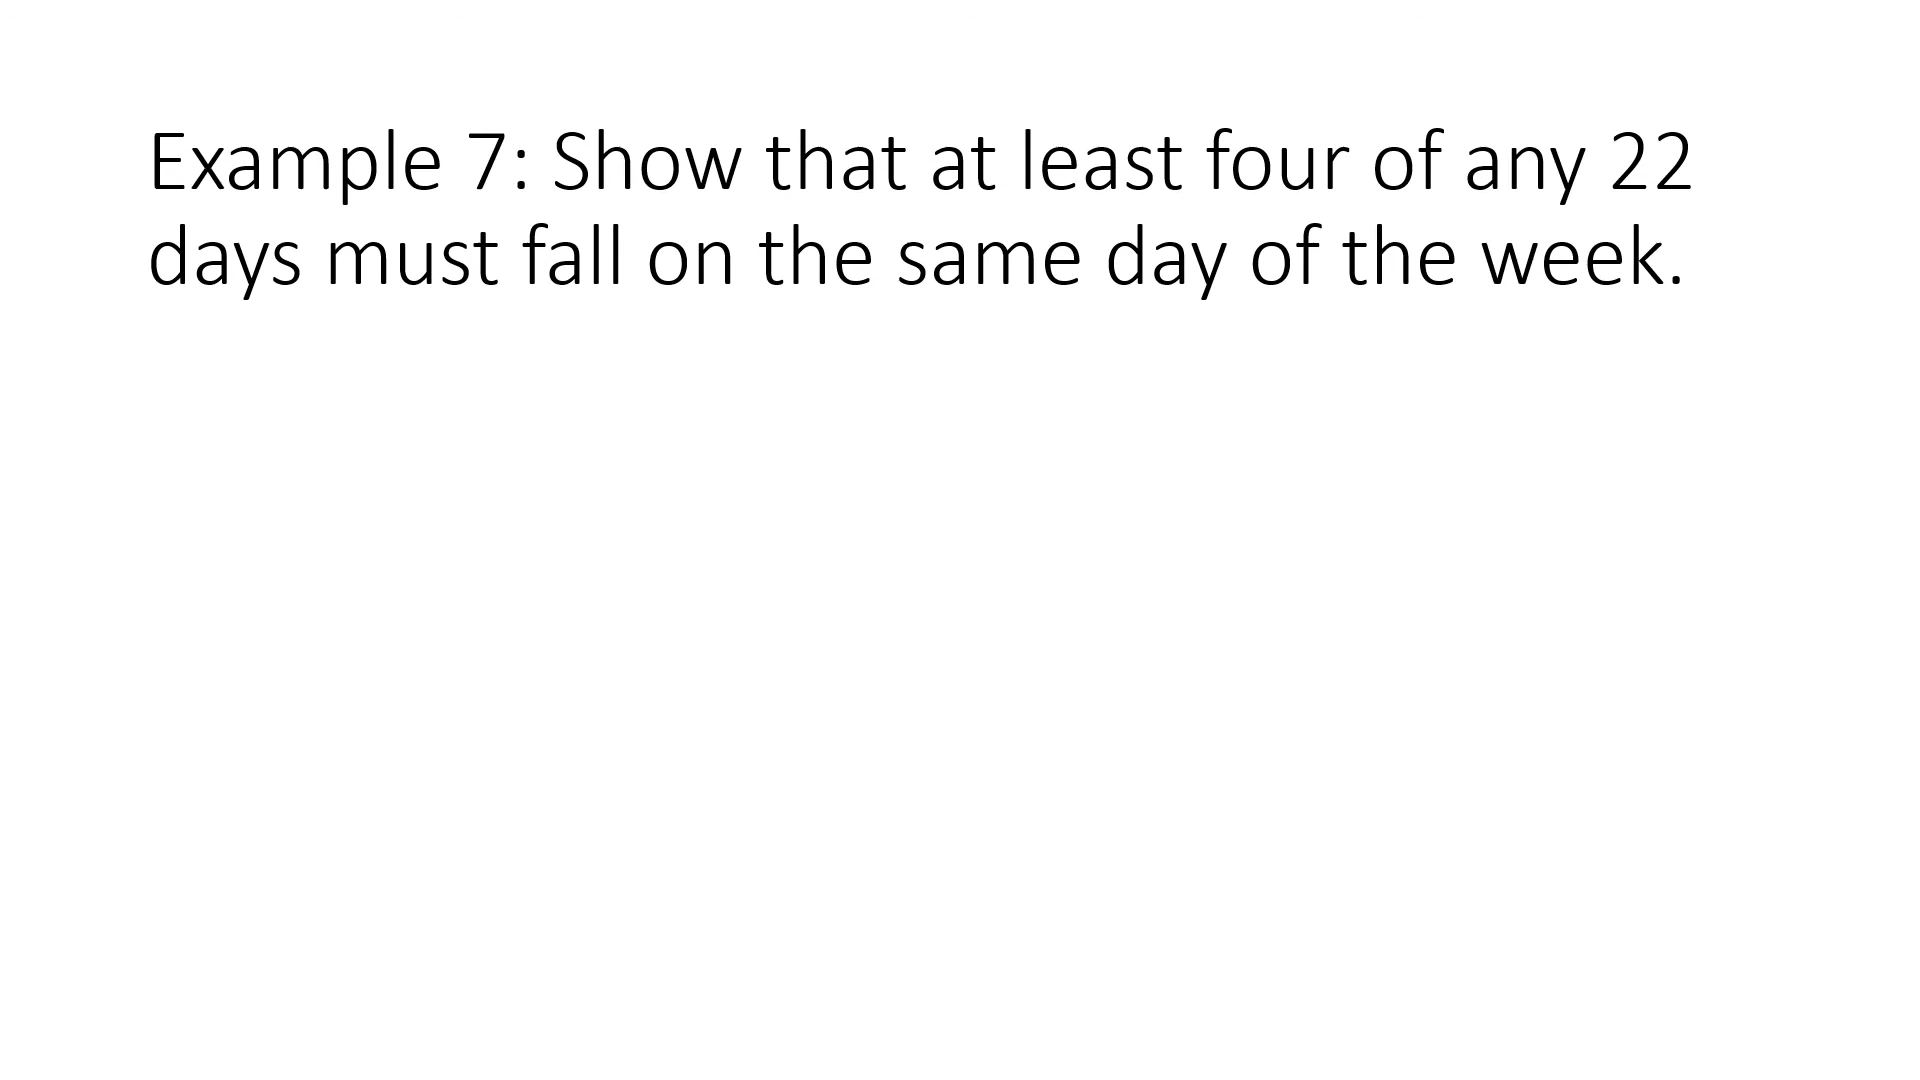 Example 7: Show that at least four of any 22
days must fall on the same day of the week.